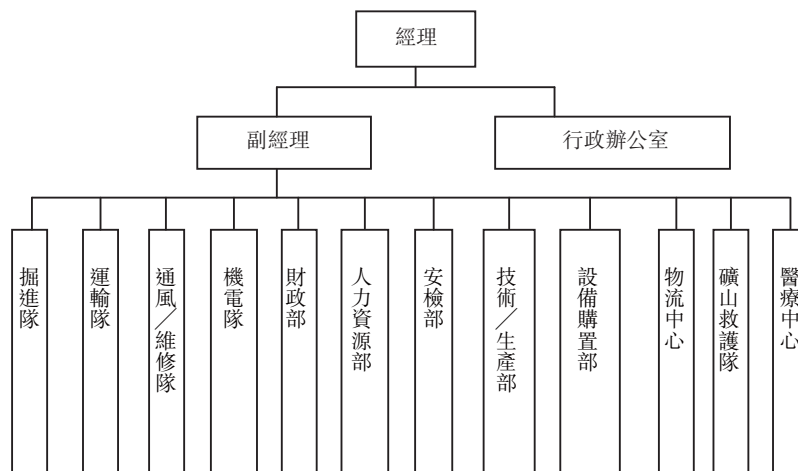 經理
副經理
行政辦公室
掘進隊
運輸隊
通風／維修隊
機電隊
財政部
人力資源部
安檢部
技術／生產部
設備購置部
物流中心
礦山救護隊
醫療中心